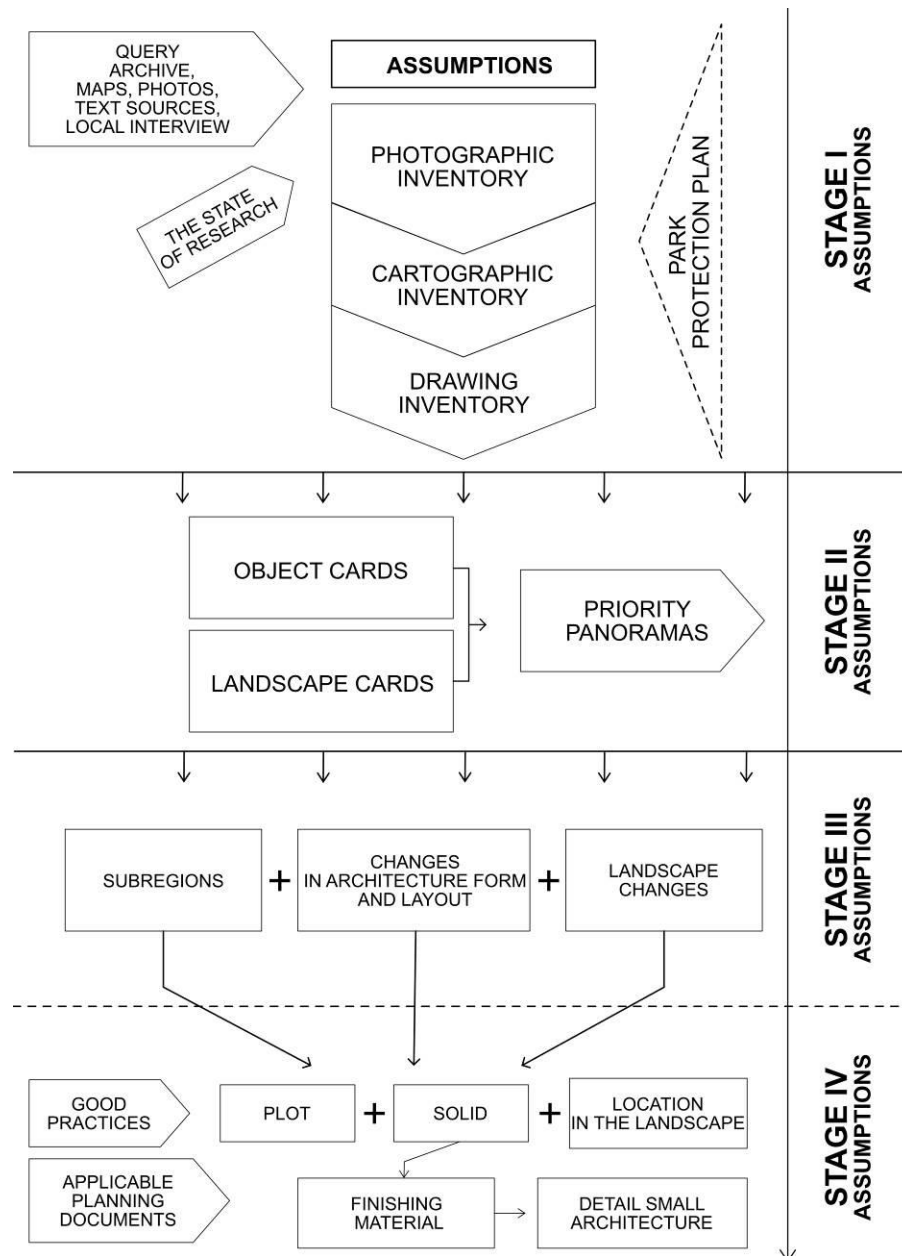 QUERY
ARCHIVE,
MAPS, PHOTOS,
TEXT SOURCES,
LOCAL INTERVIEW
ASSUMPTIONS
PHOTOGRAPHIC
INVENTORY
THE STATE
OF RESEARCH
CARTOGRAPHIC
INVENTORY
DRAWING
INVENTORY
PARK
PROTECTION PLAN
STAGE I
ASSUMPTIONS
OBJECT CARDS
LANDSCAPE CARDS
PRIORITY
PANORAMAS
STAGE II
ASSUMPTIONS
SUBREGIONS
+
CHANGES
IN ARCHITECTURE FORM
AND LAYOUT
+
LANDSCAPE
CHANGES
STAGE III
ASSUMPTIONS
GOOD
PRACTICES
PLOT
+
SOLID
+
LOCATION
IN THE LANDSCAPE
APPLICABLE
PLANNING
DOCUMENTS
FINISHING
MATERIAL
DETAIL SMALL
ARCHITECTURE
STAGE IV
ASSUMPTIONS